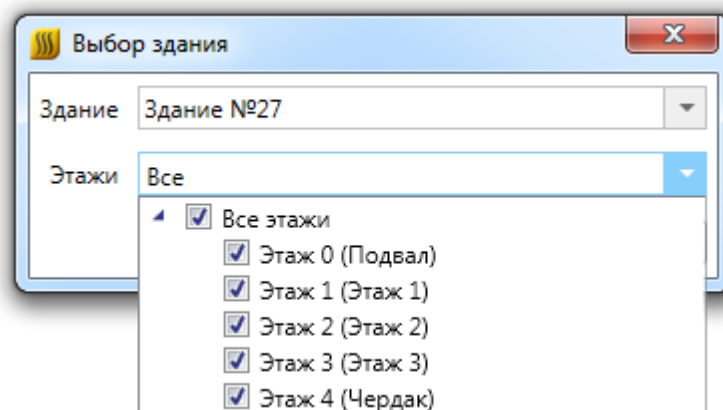 Выбор здания
Здание Здание №27
Этажи Все
Все этажи
Этаж 0 (Подвал)
Этаж 1 (Этаж 1)
Этаж 2 (Этаж 2)
Этаж 3 (Этаж 3)
Этаж 4 (Чердак)